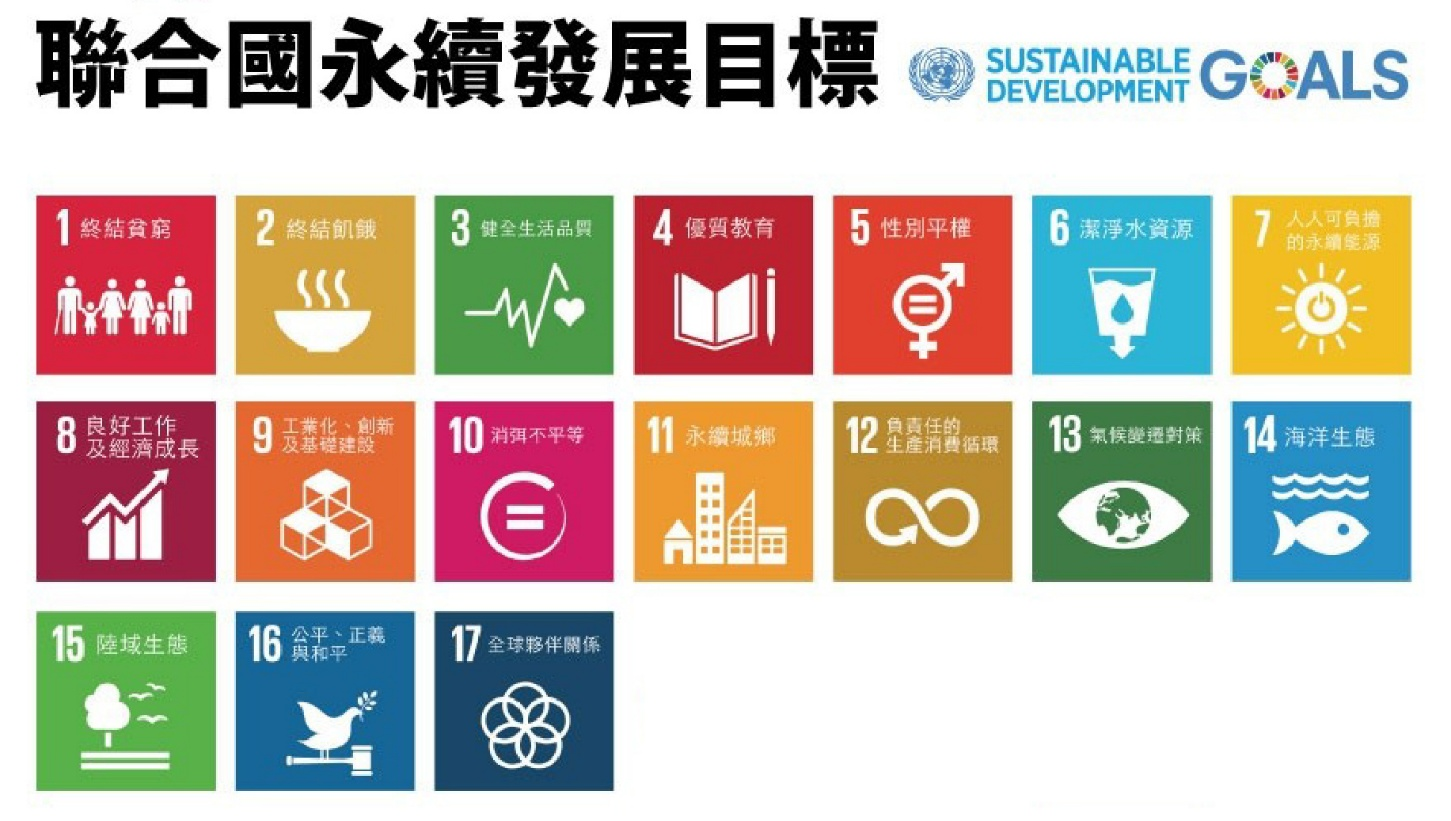 聯合國永續發展目標
SUSTAINABLE
DEVELOPMENT
GOALS
1 終結貧窮
2 終結飢餓
3 健全生活品質
4 優質教育
5 性別平權
6 潔淨水資源
7 人人可負擔
的永續能源
8 良好工作
及經濟成長
9 工業化、創新
及基礎建設
10 消弭不平等
11 永續城鄉
12 負責任的
生產消費循環
13 氣候變遷對策
14 海洋生態
15 陸域生態
16 公平、正義
與和平
17 全球夥伴關係